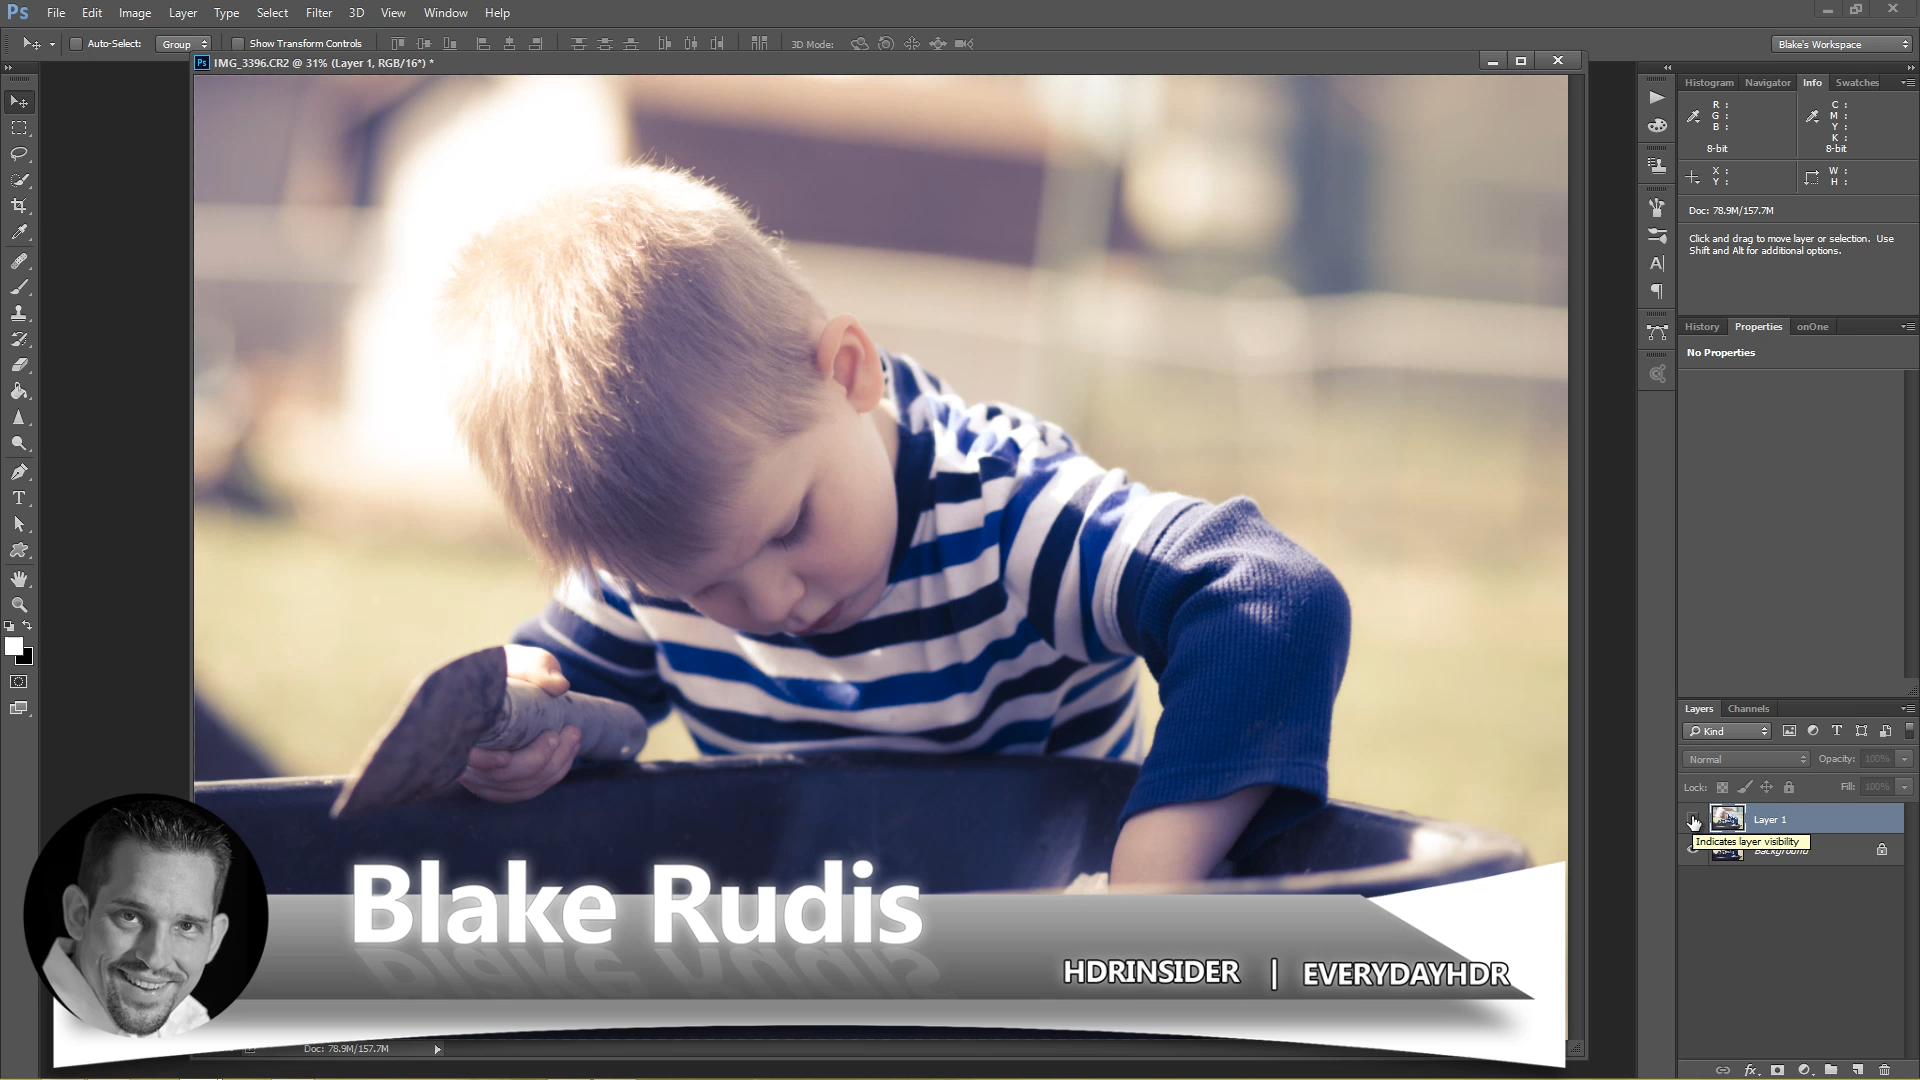 Ps File Edit Image Layer Type Select Filter 3D View Window Help
Auto-Select: Group Show Transform Controls 3D Mode: Blake's Workspace
Ps IMG_3396.CR2 @ 31% (Layer 1, RGB/16*) *
Histogram Navigator Info Swatches
R : C :
G : M :
B : Y :
K :
8-bit 8-bit
X : W :
Y : H :
Doc: 78.9M/157.7M
Click and drag to move layer or selection. Use
Shift and Alt for additional options.
History Properties onOne
No Properties
Layers Channels
Kind
Normal Opacity: 100%
Lock: Fill: 100%
Layer 1
Indicates layer visibility
Background
Blake Rudis
HDRINSIDER | EVERYDAYHDR
Doc: 78.9M/157.7M